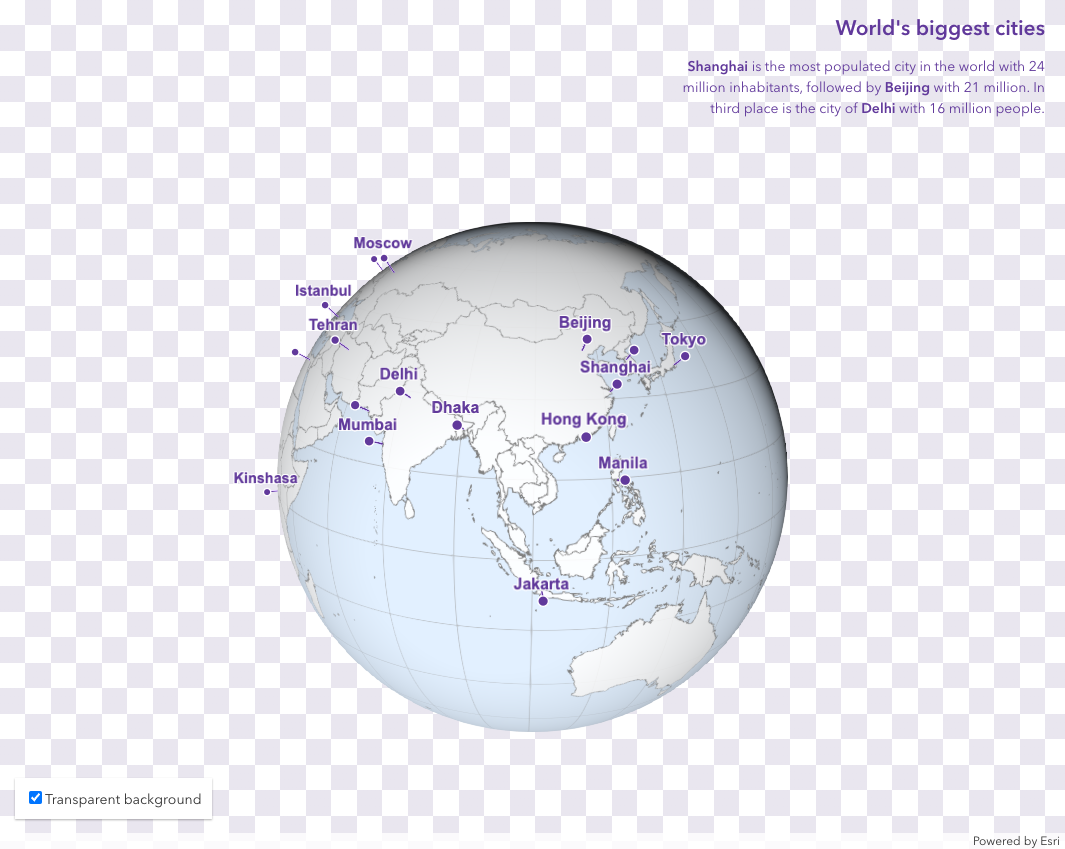 World's biggest cities
Shanghai is the most populated city in the world with 24
million inhabitants, followed by Beijing with 21 million. In
third place is the city of Delhi with 16 million people.
Moscow
Istanbul
Tehran
Beijing
Tokyo
Shanghai
Delhi
Dhaka
Hong Kong
Mumbai
Manila
Kinshasa
Jakarta
Transparent background
Powered by Esri